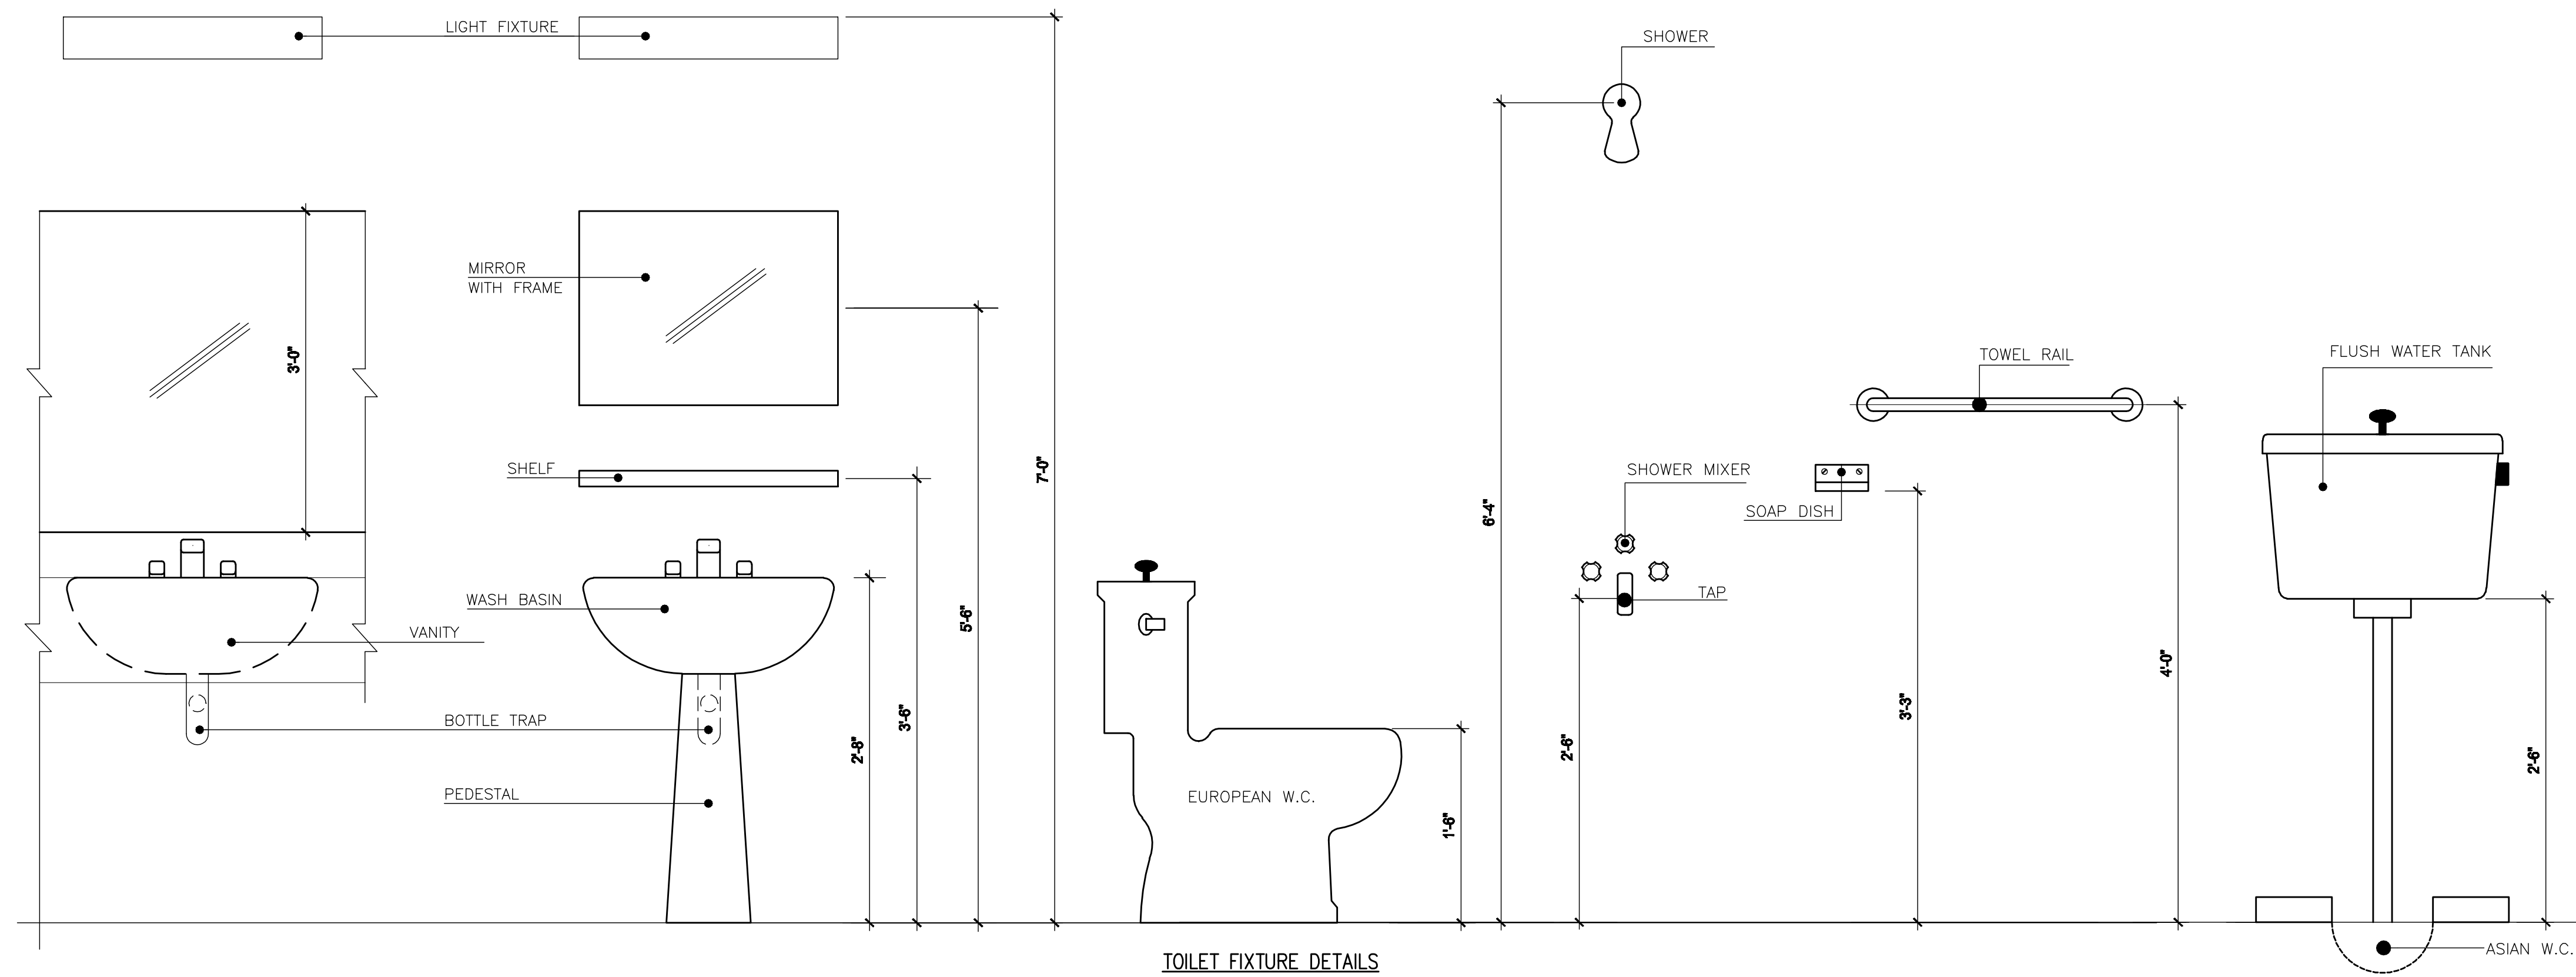 LIGHT FIXTURE
SHOWER
MIRROR
WITH FRAME
3'-0"
TOWEL RAIL
FLUSH WATER TANK
SHELF
7'-0"
SHOWER MIXER
6'-4"
SOAP DISH
WASH BASIN
TAP
5'-6"
VANITY
4'-0"
BOTTLE TRAP
3'-6"
3'-3"
2'-8"
2'-6"
2'-6"
PEDESTAL
EUROPEAN W.C.
1'-6"
ASIAN W.C.
TOILET FIXTURE DETAILS